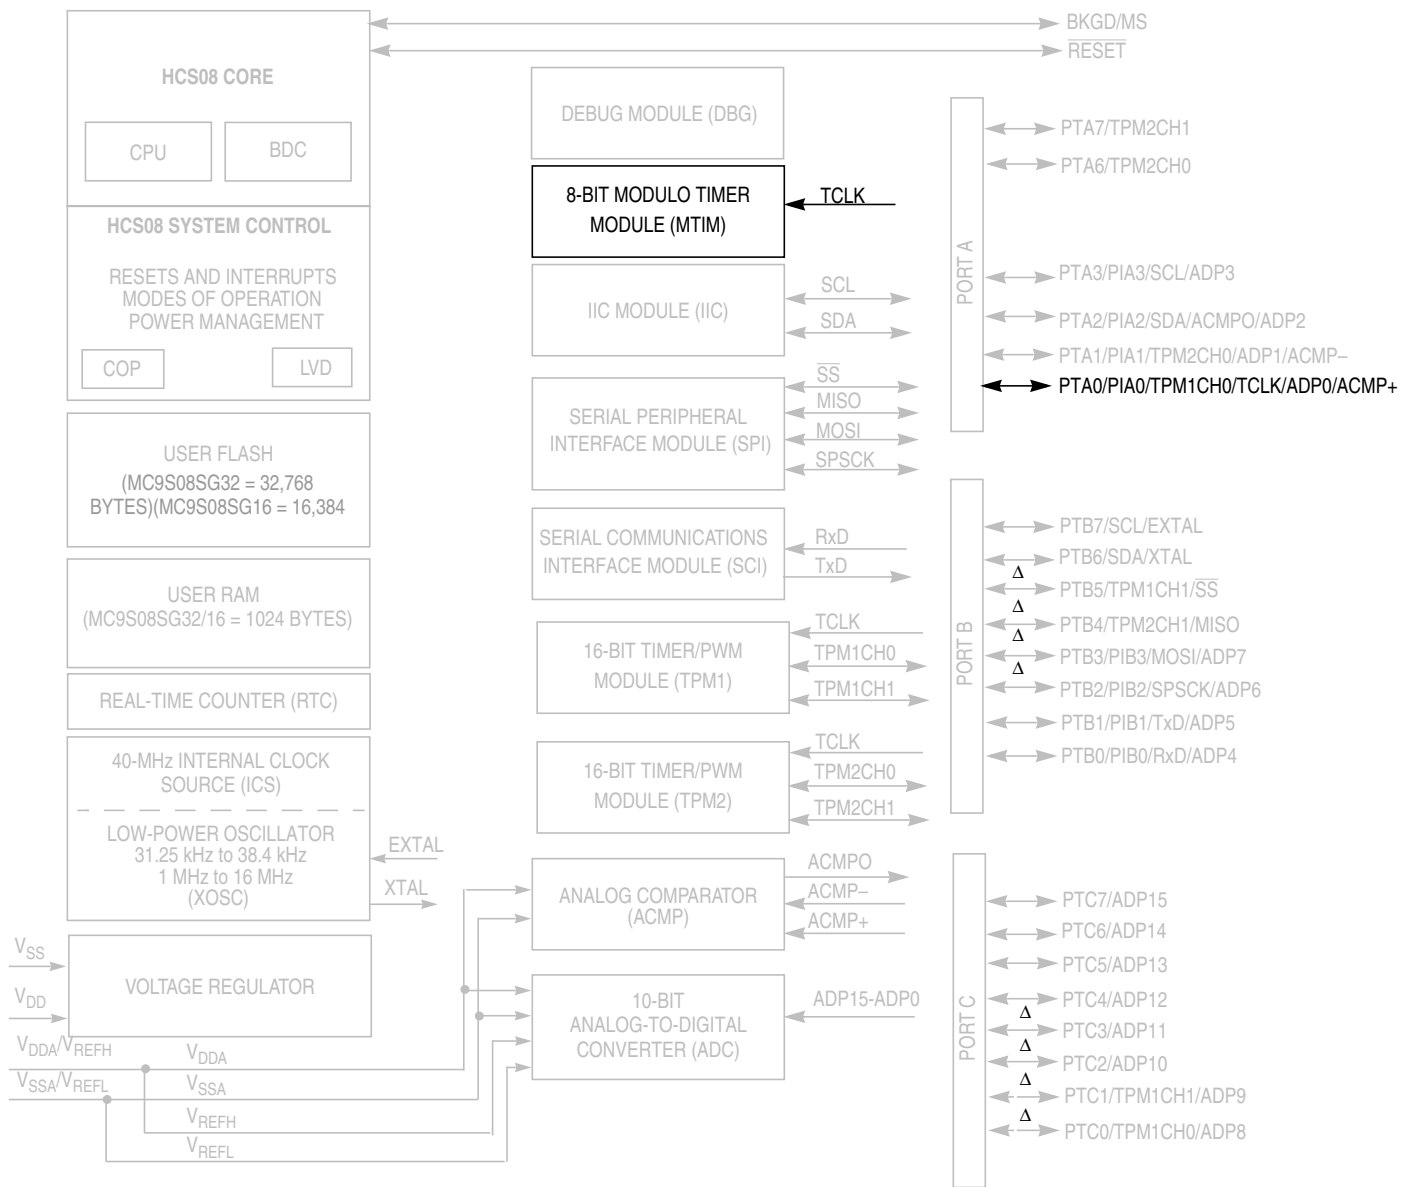 BKGD/MS
RESET
HCS08 CORE
CPU
BDC
HCS08 SYSTEM CONTROL
RESETS AND INTERRUPTS
MODES OF OPERATION
POWER MANAGEMENT
COP
LVD
USER FLASH
(MC9S08SG32 = 32,768
BYTES)(MC9S08SG16 = 16,384
USER RAM
(MC9S08SG32/16 = 1024 BYTES)
REAL-TIME COUNTER (RTC)
40-MHz INTERNAL CLOCK
SOURCE (ICS)
LOW-POWER OSCILLATOR
31.25 kHz to 38.4 kHz
1 MHz to 16 MHz
(XOSC)
EXTAL
XTAL
VSS
VDD
VOLTAGE REGULATOR
VDDA/VREFH
VSSA/VREFL
VDDA
VSSA
VREFH
VREFL
DEBUG MODULE (DBG)
8-BIT MODULO TIMER
MODULE (MTIM)
TCLK
IIC MODULE (IIC)
SCL
SDA
SERIAL PERIPHERAL
INTERFACE MODULE (SPI)
SS
MISO
MOSI
SPSCK
SERIAL COMMUNICATIONS
INTERFACE MODULE (SCI)
RxD
TxD
16-BIT TIMER/PWM
MODULE (TPM1)
TCLK
TPM1CH0
TPM1CH1
16-BIT TIMER/PWM
MODULE (TPM2)
TCLK
TPM2CH0
TPM2CH1
ANALOG COMPARATOR
(ACMP)
ACMPO
ACMP–
ACMP+
10-BIT
ANALOG-TO-DIGITAL
CONVERTER (ADC)
ADP15-ADP0
PORT A
PTA7/TPM2CH1
PTA6/TPM2CH0
PTA3/PIA3/SCL/ADP3
PTA2/PIA2/SDA/ACMPO/ADP2
PTA1/PIA1/TPM2CH0/ADP1/ACMP–
PTA0/PIA0/TPM1CH0/TCLK/ADP0/ACMP+
PORT B
PTB7/SCL/EXTAL
PTB6/SDA/XTAL
Δ
PTB5/TPM1CH1/SS
Δ
PTB4/TPM2CH1/MISO
Δ
PTB3/PIB3/MOSI/ADP7
Δ
PTB2/PIB2/SPSCK/ADP6
PTB1/PIB1/TxD/ADP5
PTB0/PIB0/RxD/ADP4
PORT C
PTC7/ADP15
PTC6/ADP14
PTC5/ADP13
PTC4/ADP12
Δ
PTC3/ADP11
Δ
PTC2/ADP10
Δ
PTC1/TPM1CH1/ADP9
Δ
PTC0/TPM1CH0/ADP8